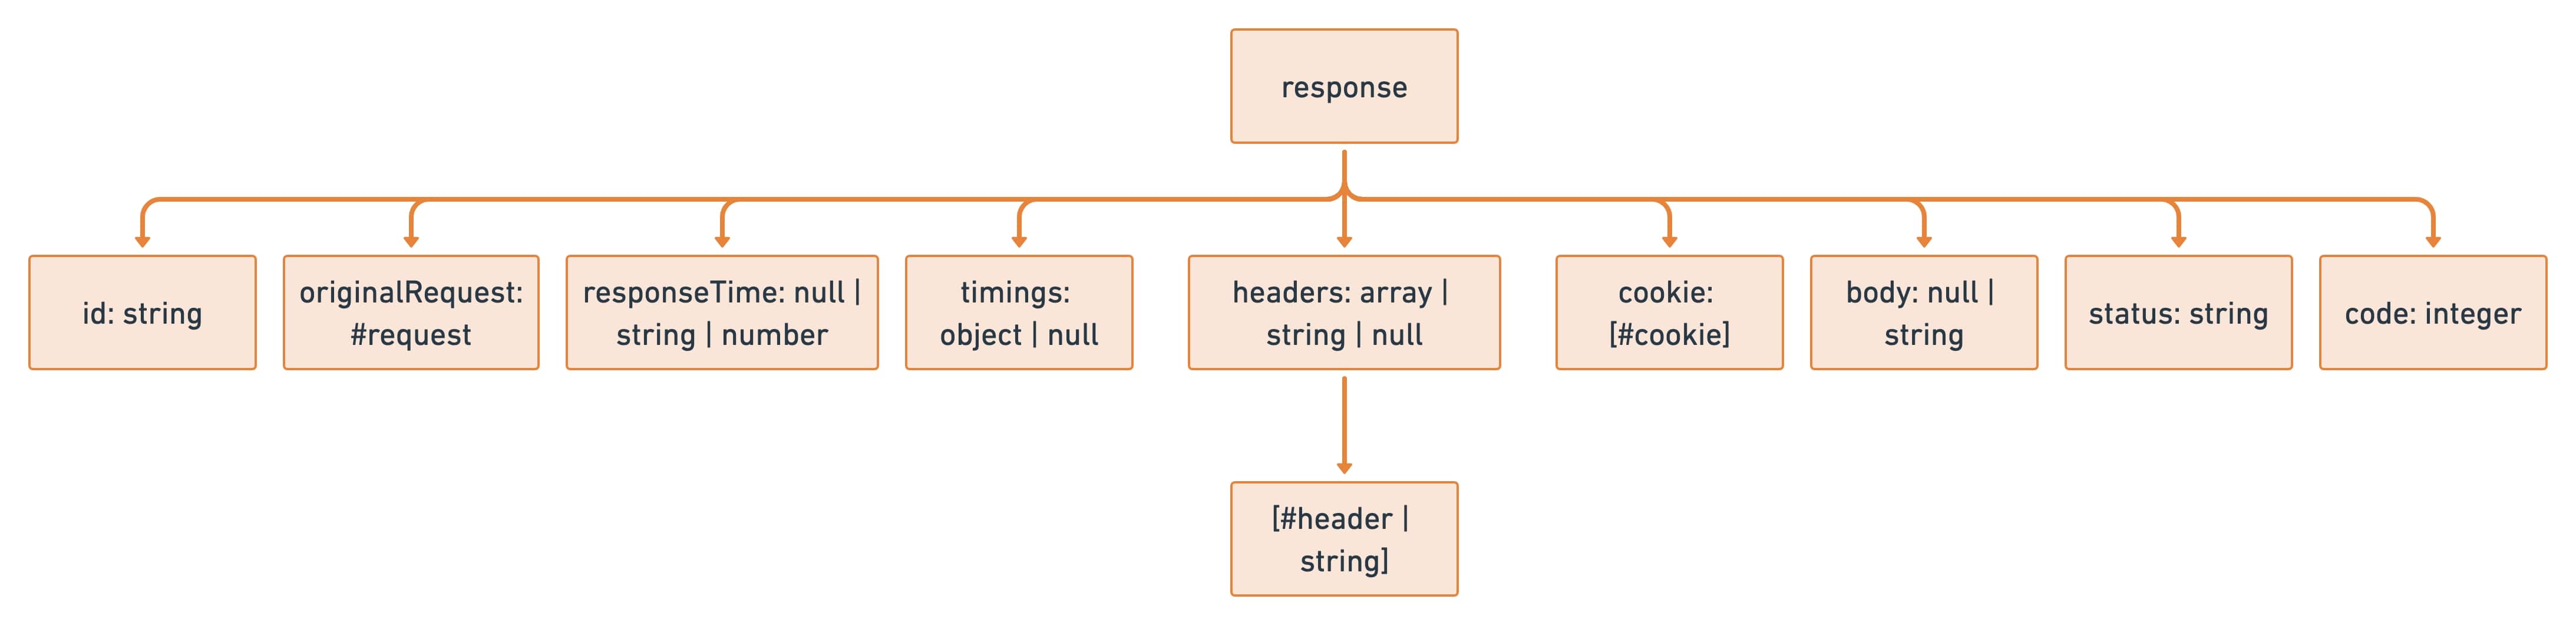 response
id: string
originalRequest:
#request
responseTime: null |
string | number
timings:
object | null
headers: array |
string | null
cookie:
[#cookie]
body: null |
string
status: string
code: integer
[#header |
string]